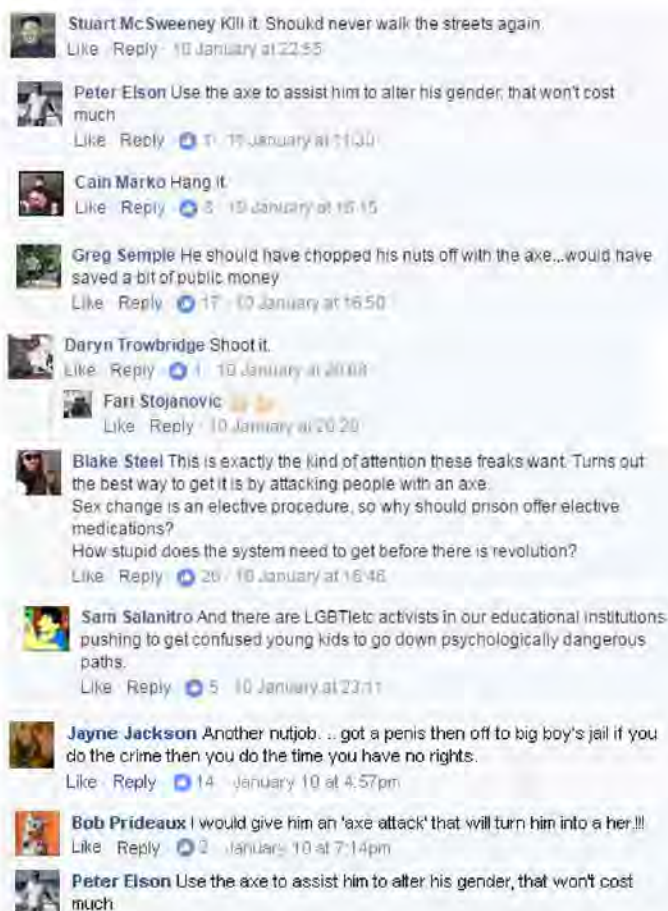 Stuart McSweeney Kill it. Shoukd never walk the streets again.
Like · Reply · 10 January at 22:55
Peter Elson Use the axe to assist him to alter his gender, that won't cost
much
Like · Reply · 11 January at 11:30
Cain Marko Hang it.
Like · Reply · 8 · 10 January at 16:15
Greg Semple He should have chopped his nuts off with the axe...would have
saved a bit of public money
Like · Reply · 17 · 10 January at 16:50
Daryn Trowbridge Shoot it.
Like · Reply · 1 · 10 January at
Fari Stojanovic
Like · Reply · 10 January at 20:20
Blake Steel This is exactly the kind of attention these freaks want. Turns out
the best way to get it is by attacking people with an axe.
Sex change is an elective procedure, so why should prison offer elective
medications?
How stupid does the system need to get before there is revolution?
Like · Reply · 26 · 10 January at 16:46
Sam Salanitro And there are LGBTIetc activists in our educational institutions
pushing to get confused young kids to go down psychologically dangerous
paths.
Like · Reply · 5 · 10 January at 23:11
Jayne Jackson Another nutjob. .. got a penis then off to big boy's jail if you
do the crime then you do the time you have no rights.
Like · Reply · 14 · January 10 at 4:57pm
Bob Prideaux I would give him an 'axe attack' that will turn him into a her.!!!
Like · Reply · 2 · January 10 at 7:14pm
Peter Elson Use the axe to assist him to alter his gender, that won't cost
much